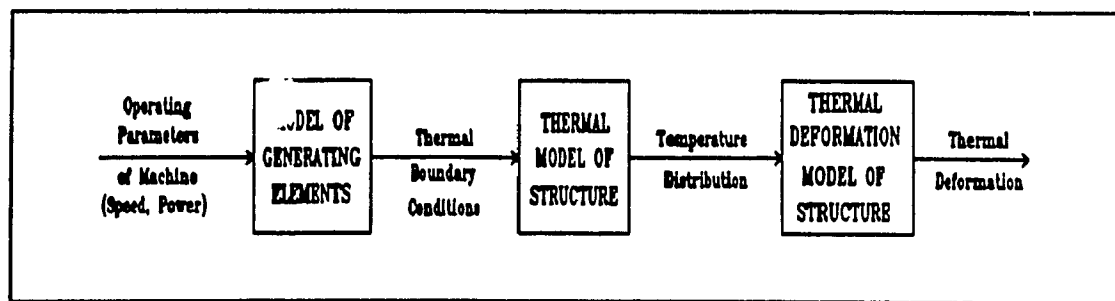 Operating
Parameters
of Machine
(Speed, Power)
MODEL OF
GENERATING
ELEMENTS
Thermal
Boundary
Conditions
THERMAL
MODEL OF
STRUCTURE
Temperature
Distribution
THERMAL
DEFORMATION
MODEL OF
STRUCTURE
Thermal
Deformation